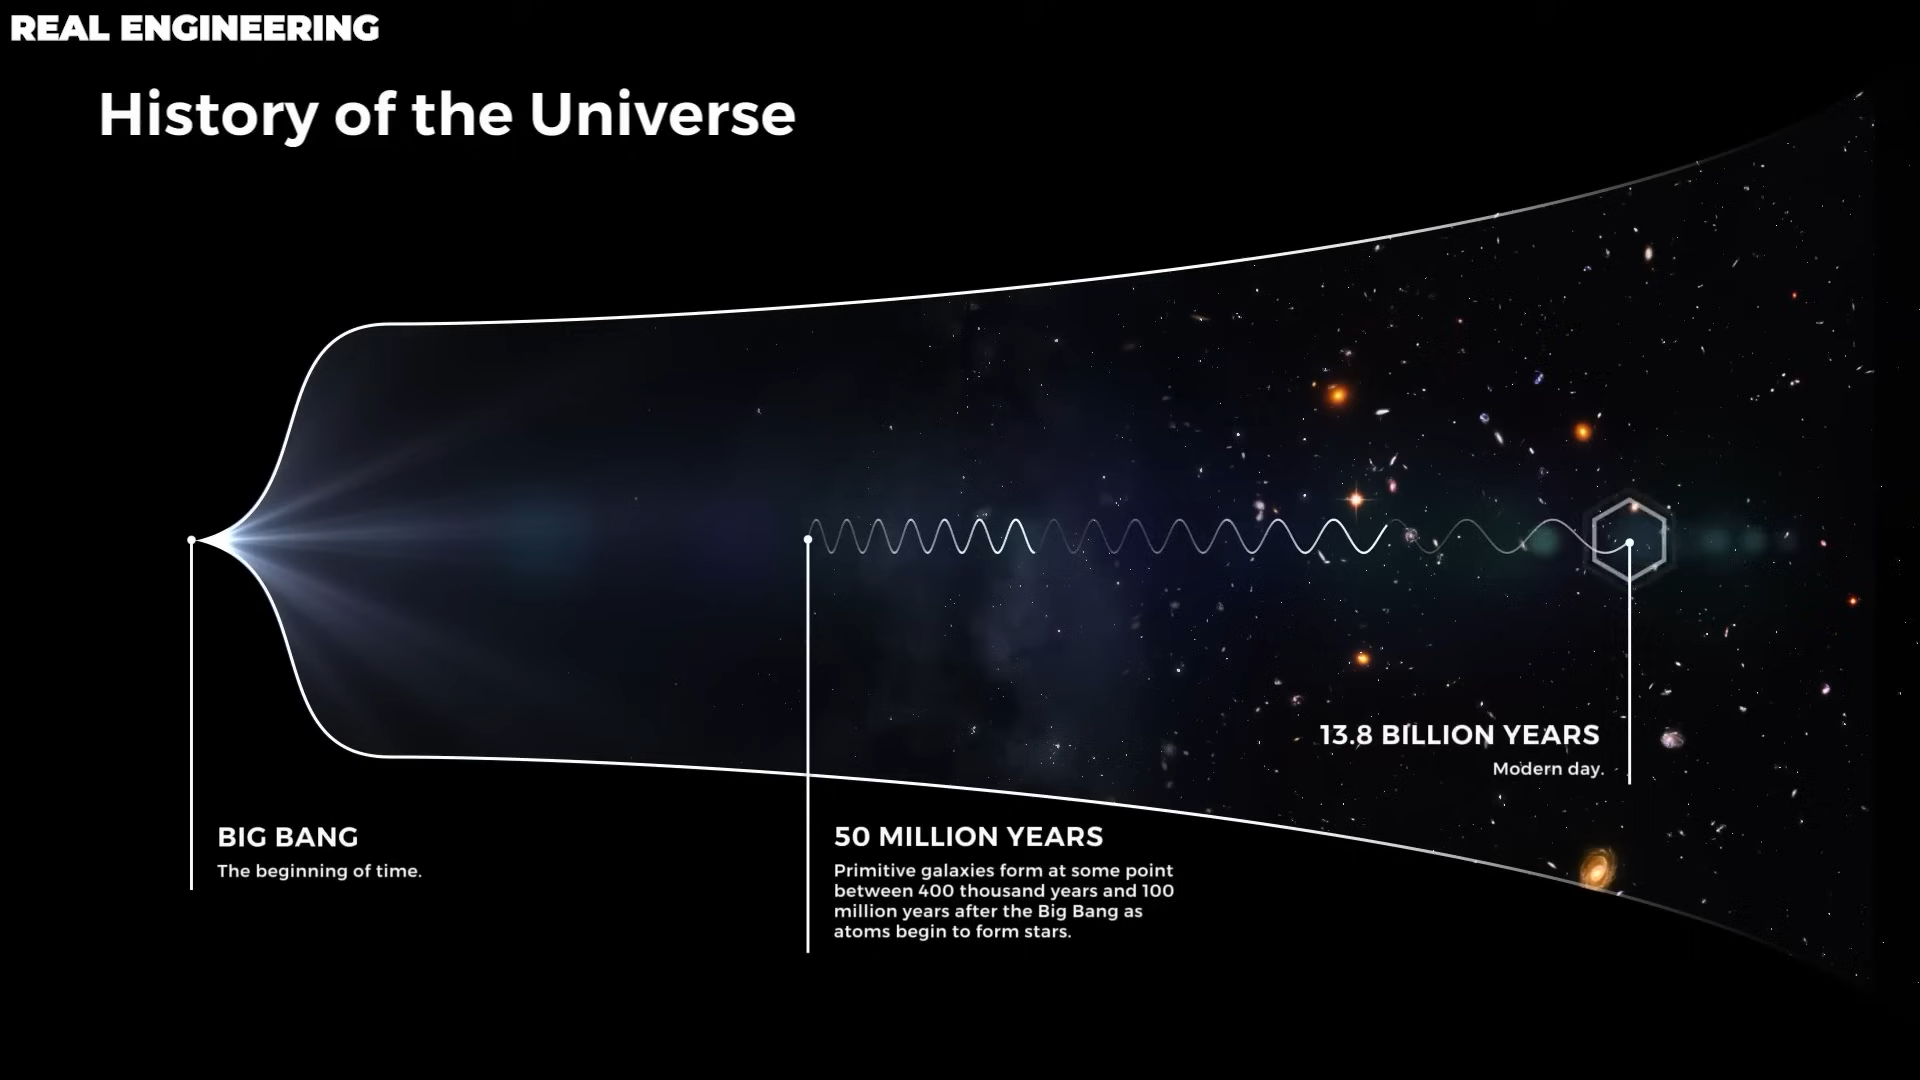 REAL ENGINEERING
History of the Universe
BIG BANG
The beginning of time.
50 MILLION YEARS
Primitive galaxies form at some point
between 400 thousand years and 100
million years after the Big Bang as
atoms begin to form stars.
13.8 BILLION YEARS
Modern day.